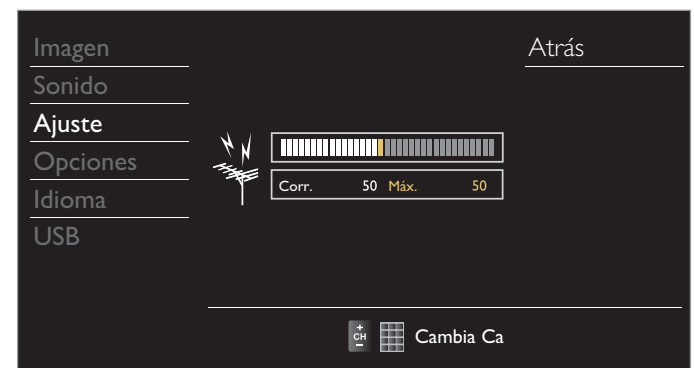 Imagen
Atrás
Sonido
Ajuste
Opciones
Corr. 50 Máx. 50
Idioma
USB
+
CH
−
Cambia Ca